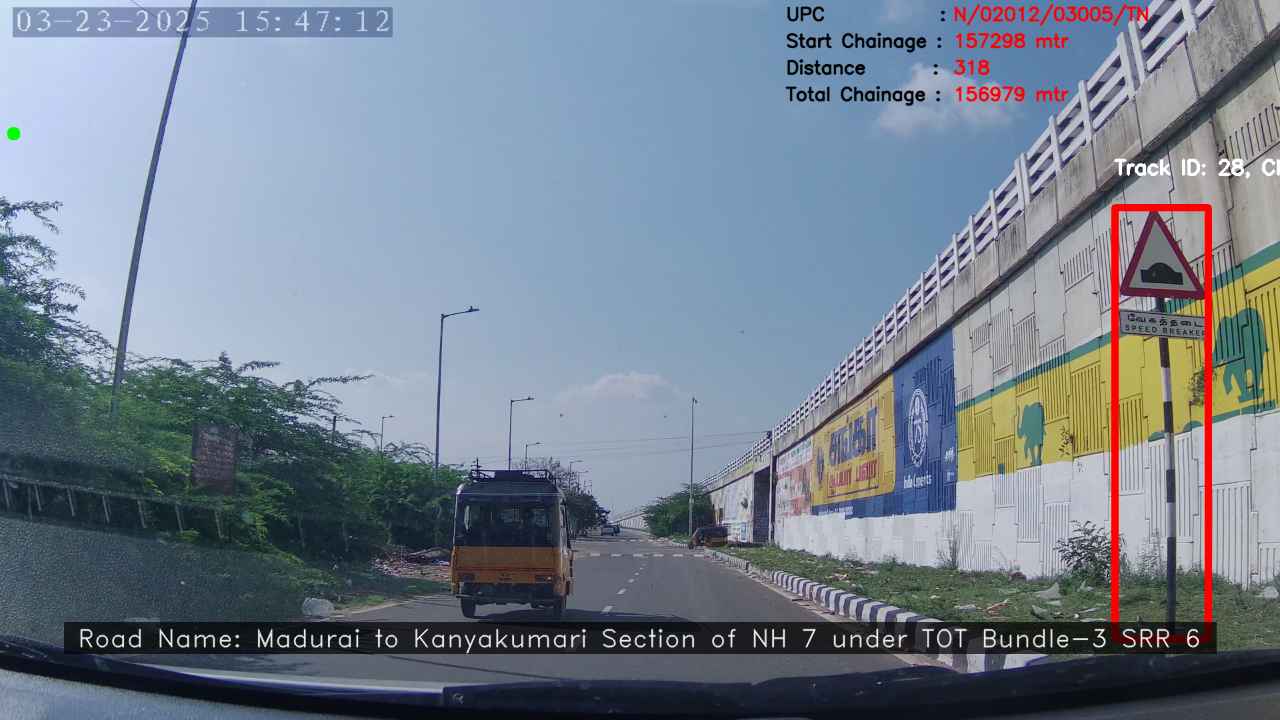 03-23-2025 15:47:12
UPC : N/02012/03005/TN
Start Chainage : 157298 mtr
Distance : 318
Total Chainage : 156979 mtr
Track ID: 28, Cl
வேகத்தடை
SPEED BREAKER
Road Name: Madurai to Kanyakumari Section of NH 7 under TOT Bundle-3 SRR 6